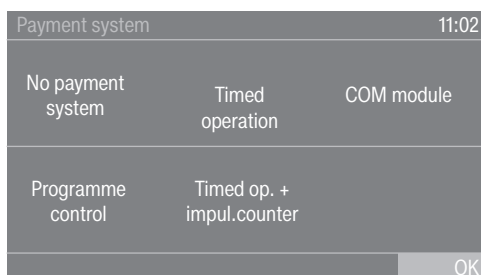 Payment system 11:02
No payment
system
Timed
operation
COM module
Programme
control
Timed op. +
impul.counter
OK